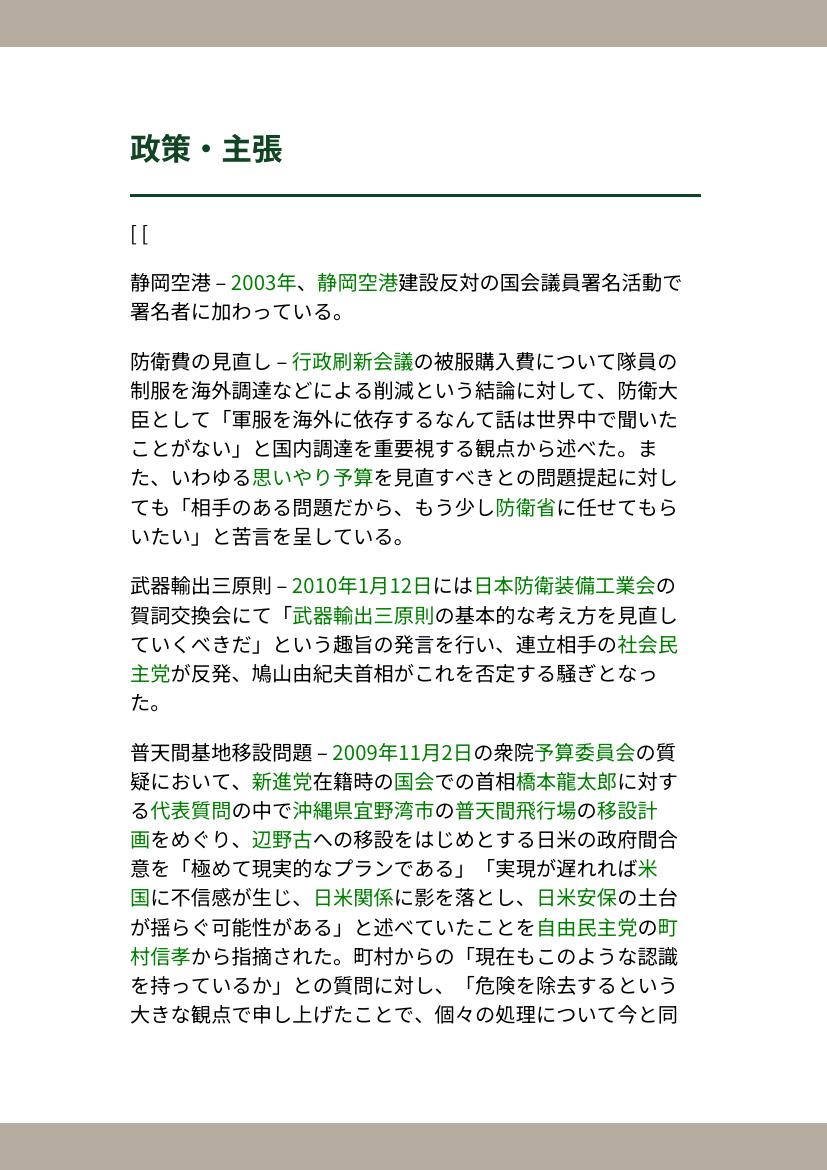 政策・主張
[ [
静岡空港 – 2003年、静岡空港建設反対の国会議員署名活動で
署名者に加わっている。
防衛費の見直し – 行政刷新会議の被服購入費について隊員の
制服を海外調達などによる削減という結論に対して、防衛大
臣として「軍服を海外に依存するなんて話は世界中で聞いた
ことがない」と国内調達を重要視する観点から述べた。ま
た、いわゆる思いやり予算を見直すべきとの問題提起に対し
ても「相手のある問題だから、もう少し防衛省に任せてもら
いたい」と苦言を呈している。
武器輸出三原則 – 2010年1月12日には日本防衛装備工業会の
賀詞交換会にて「武器輸出三原則の基本的な考え方を見直し
ていくべきだ」という趣旨の発言を行い、連立相手の社会民
主党が反発、鳩山由紀夫首相がこれを否定する騒ぎとなっ
た。
普天間基地移設問題 – 2009年11月2日の衆院予算委員会の質
疑において、新進党在籍時の国会での首相橋本龍太郎に対す
る代表質問の中で沖縄県宜野湾市の普天間飛行場の移設計
画をめぐり、辺野古への移設をはじめとする日米の政府間合
意を「極めて現実的なプランである」「実現が遅れれば米
国に不信感が生じ、日米関係に影を落とし、日米安保の土台
が揺らぐ可能性がある」と述べていたことを自由民主党の町
村信孝から指摘された。町村からの「現在もこのような認識
を持っているか」との質問に対し、「危険を除去するという
大きな観点で申し上げたことで、個々の処理について今と同